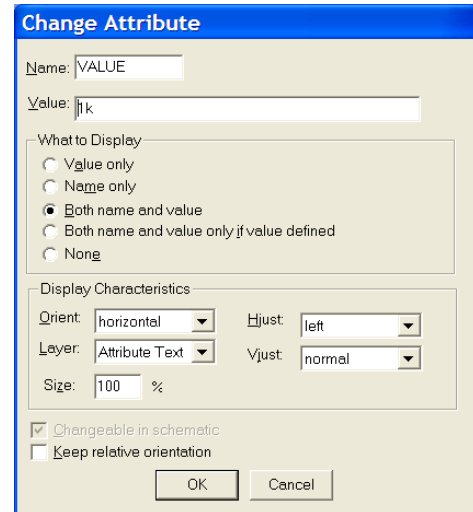 Change Attribute
Name: VALUE
Value: 1k
What to Display
Value only
Name only
Both name and value
Both name and value only if value defined
None
Display Characteristics
Orient: horizontal Hjust: left
Layer: Attribute Text Vjust: normal
Size: 100 %
Changeable in schematic
Keep relative orientation
OK Cancel